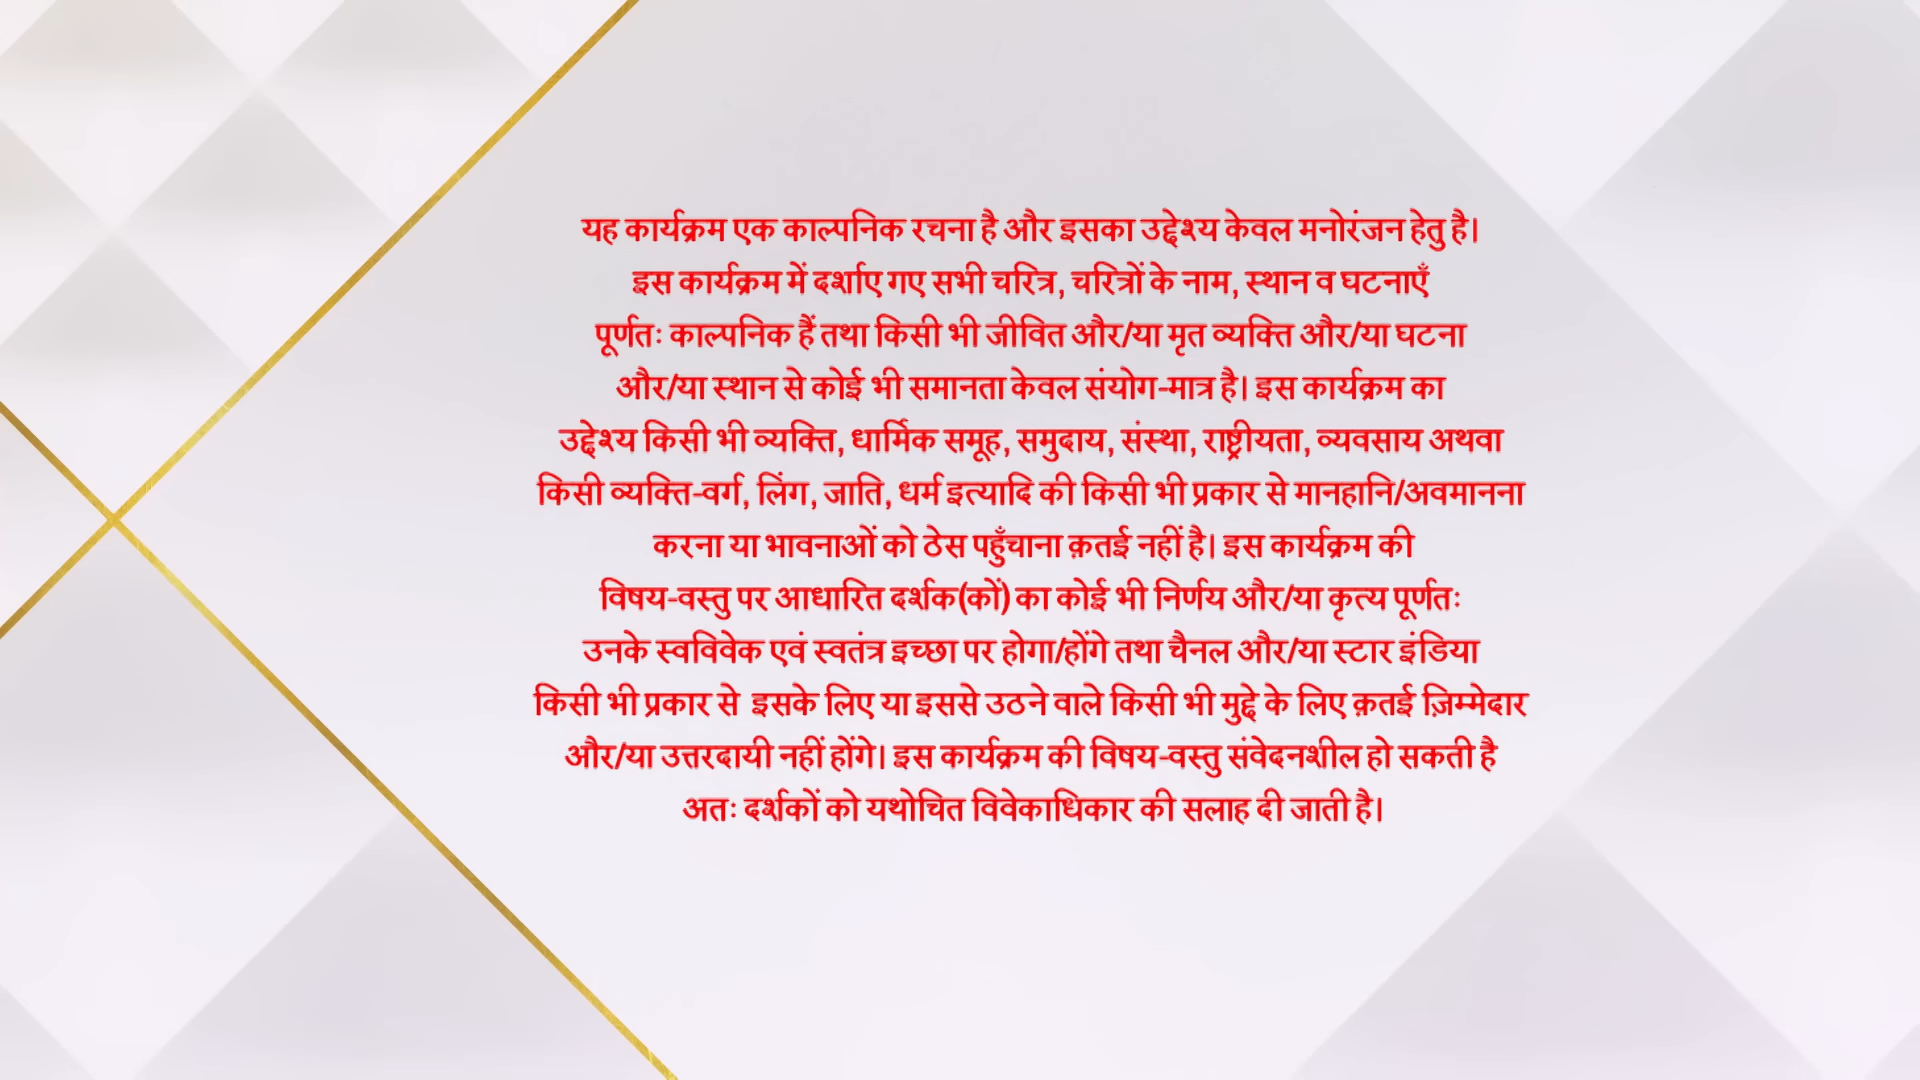 यह कार्यक्रम एक काल्पनिक रचना है और इसका उद्देश्य केवल मनोरंजन हेतु है।
इस कार्यक्रम में दर्शाए गए सभी चरित्र, चरित्रों के नाम, स्थान व घटनाएँ
पूर्णतः काल्पनिक हैं तथा किसी भी जीवित और/या मृत व्यक्ति और/या घटना
और/या स्थान से कोई भी समानता केवल संयोग-मात्र है। इस कार्यक्रम का
उद्देश्य किसी भी व्यक्ति, धार्मिक समूह, समुदाय, संस्था, राष्ट्रीयता, व्यवसाय अथवा
किसी व्यक्ति-वर्ग, लिंग, जाति, धर्म इत्यादि की किसी भी प्रकार से मानहानि/अवमानना
करना या भावनाओं को ठेस पहुँचाना क़तई नहीं है। इस कार्यक्रम की
विषय-वस्तु पर आधारित दर्शक(कों) का कोई भी निर्णय और/या कृत्य पूर्णतः
उनके स्वविवेक एवं स्वतंत्र इच्छा पर होगा/होंगे तथा चैनल और/या स्टार इंडिया
किसी भी प्रकार से इसके लिए या इससे उठने वाले किसी भी मुद्दे के लिए क़तई ज़िम्मेदार
और/या उत्तरदायी नहीं होंगे। इस कार्यक्रम की विषय-वस्तु संवेदनशील हो सकती है
अतः दर्शकों को यथोचित विवेकाधिकार की सलाह दी जाती है।